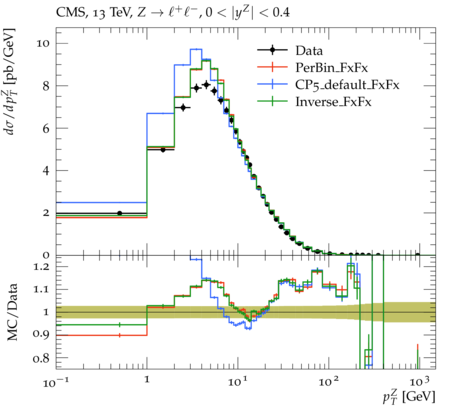 CMS, 13 TeV, Z → ℓ⁺ℓ⁻, 0 < |y^Z| < 0.4
dσ/dp_T^Z [pb/GeV]
10
8
6
4
2
0
Data
PerBin_FxFx
CP5_default_FxFx
Inverse_FxFx
MC/Data
1.2
1.1
1
0.9
0.8
10⁻¹ 1 10¹ 10² 10³
p_T^Z [GeV]